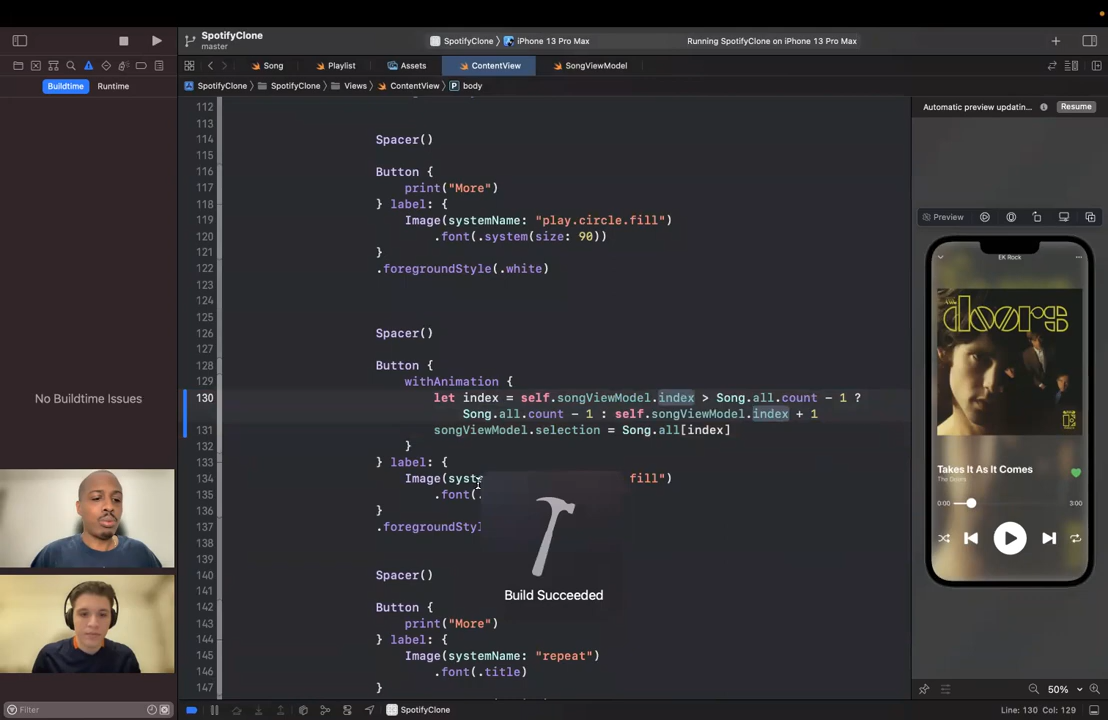 SpotifyClone
master
SpotifyClone
iPhone 13 Pro Max
Running SpotifyClone on iPhone 13 Pro Max
Song
Playlist
Assets
ContentView
SongViewModel
Buildtime
Runtime
SpotifyClone
SpotifyClone
Views
ContentView
P
body
Automatic preview updatin...
Resume
112
113
114 Spacer()
115
116 Button {
117 print("More")
118 } label: {
119 Image(systemName: "play.circle.fill")
120 .font(.system(size: 90))
121 }
122 .foregroundStyle(.white)
123
124
125
126 Spacer()
127
128 Button {
129 withAnimation {
130 let index = self.songViewModel.index > Song.all.count - 1 ?
Song.all.count - 1 : self.songViewModel.index + 1
131 songViewModel.selection = Song.all[index]
132 }
133 } label: {
134 Image(syst fill")
135 .font(.
136 }
137 .foregroundStyl
138
139
140 Spacer()
141
142 Button {
143 print("More")
144 } label: {
145 Image(systemName: "repeat")
146 .font(.title)
147 }
No Buildtime Issues
Build Succeeded
Preview
EK Rock
the doors
Takes It As It Comes
The Doors
0:00
3:00
Filter
SpotifyClone
50%
Line: 130 Col: 129